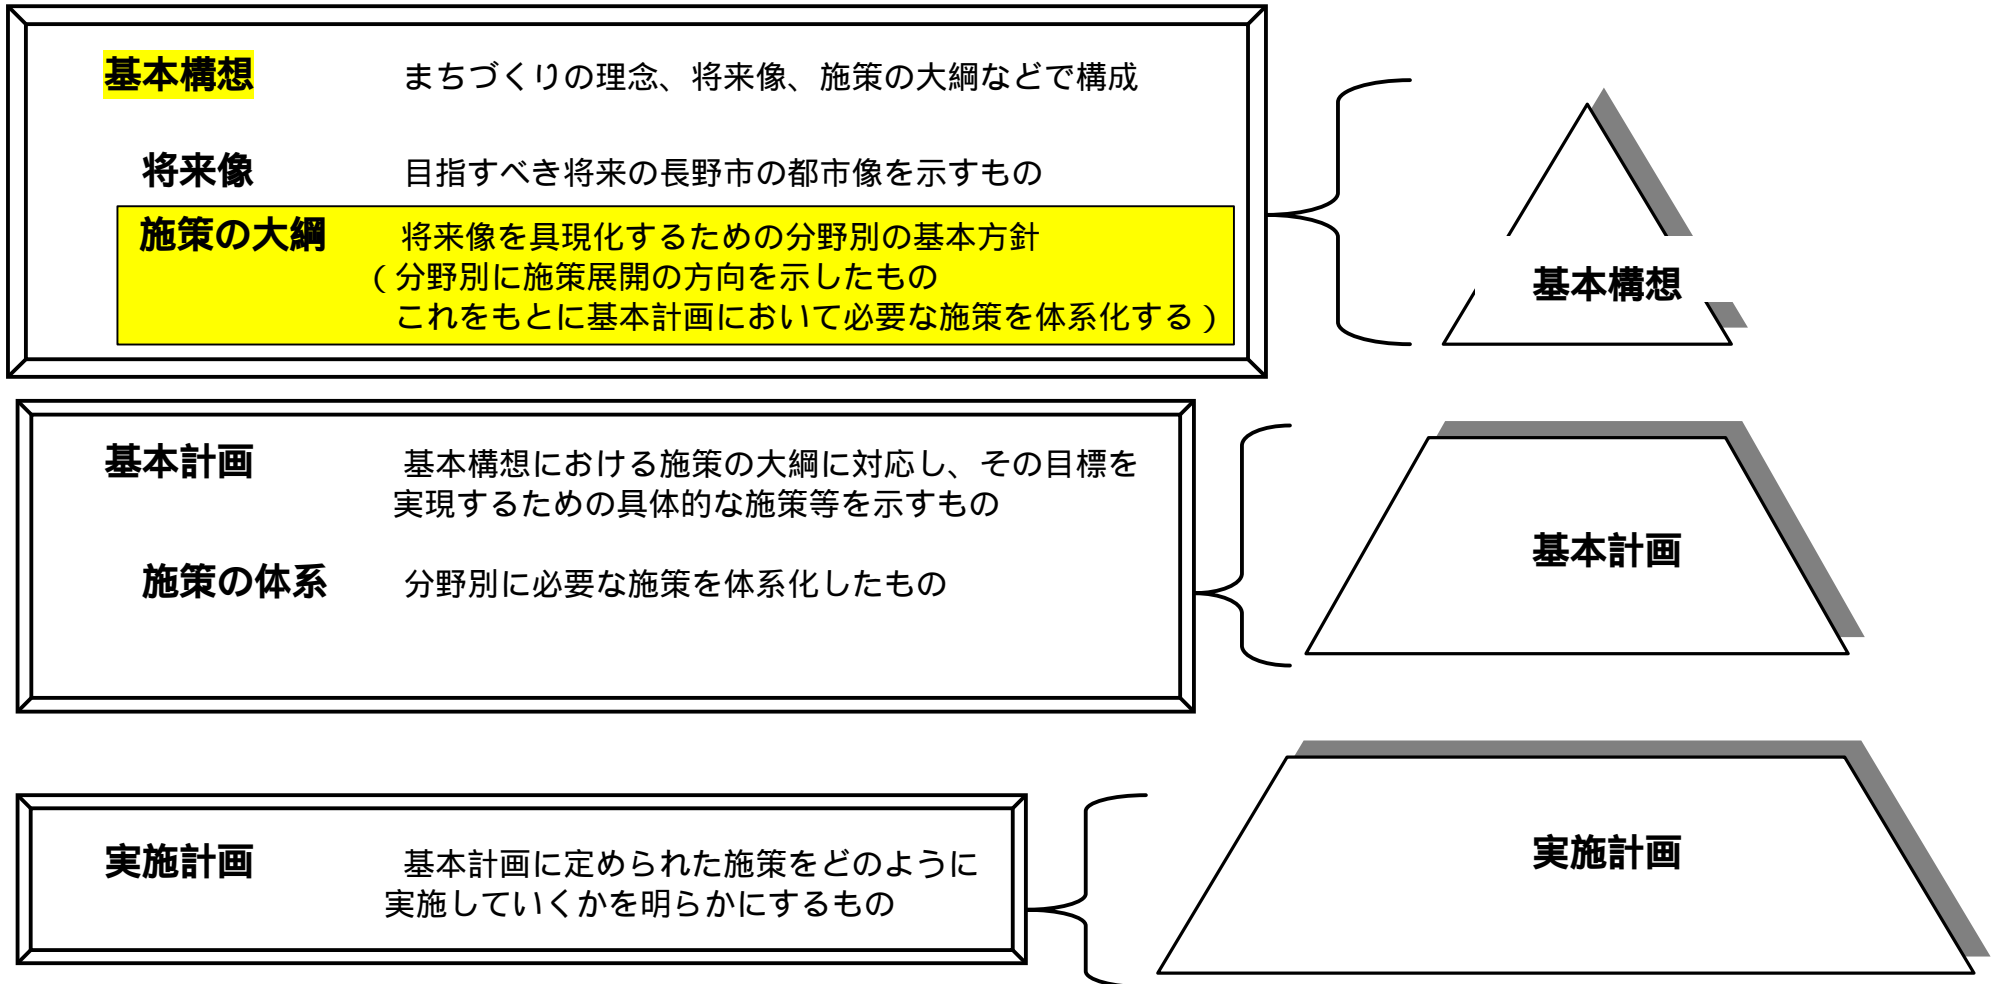 基本構想 まちづくりの理念、将来像、施策の大綱などで構成
将来像 目指すべき将来の長野市の都市像を示すもの
施策の大綱 将来像を具現化するための分野別の基本方針
(分野別に施策展開の方向を示したもの
これをもとに基本計画において必要な施策を体系化する)
基本構想
基本計画 基本構想における施策の大綱に対応し、その目標を
実現するための具体的な施策等を示すもの
施策の体系 分野別に必要な施策を体系化したもの
基本計画
実施計画 基本計画に定められた施策をどのように
実施していくかを明らかにするもの
実施計画